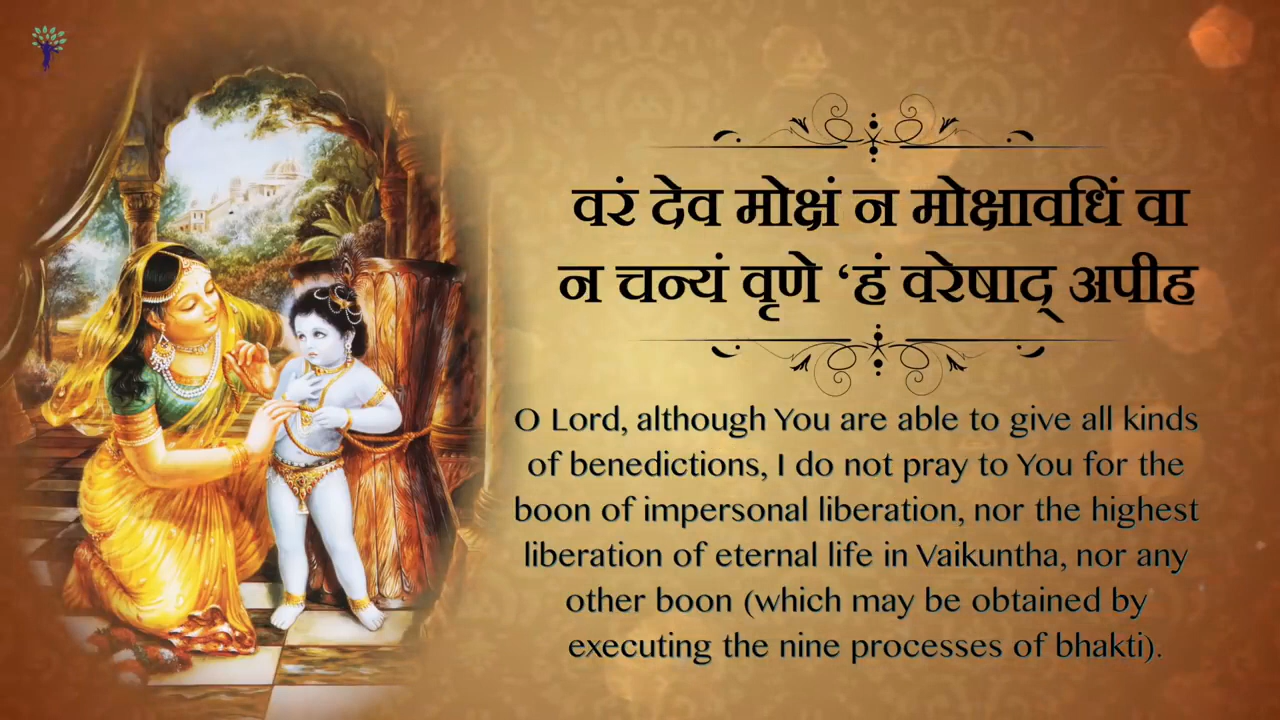 वरं देव मोक्षं न मोक्षावधिं वा
न चन्यं वृणे ‘हं वरेषाद् अपीह
O Lord, although You are able to give all kinds
of benedictions, I do not pray to You for the
boon of impersonal liberation, nor the highest
liberation of eternal life in Vaikuntha, nor any
other boon (which may be obtained by
executing the nine processes of bhakti).